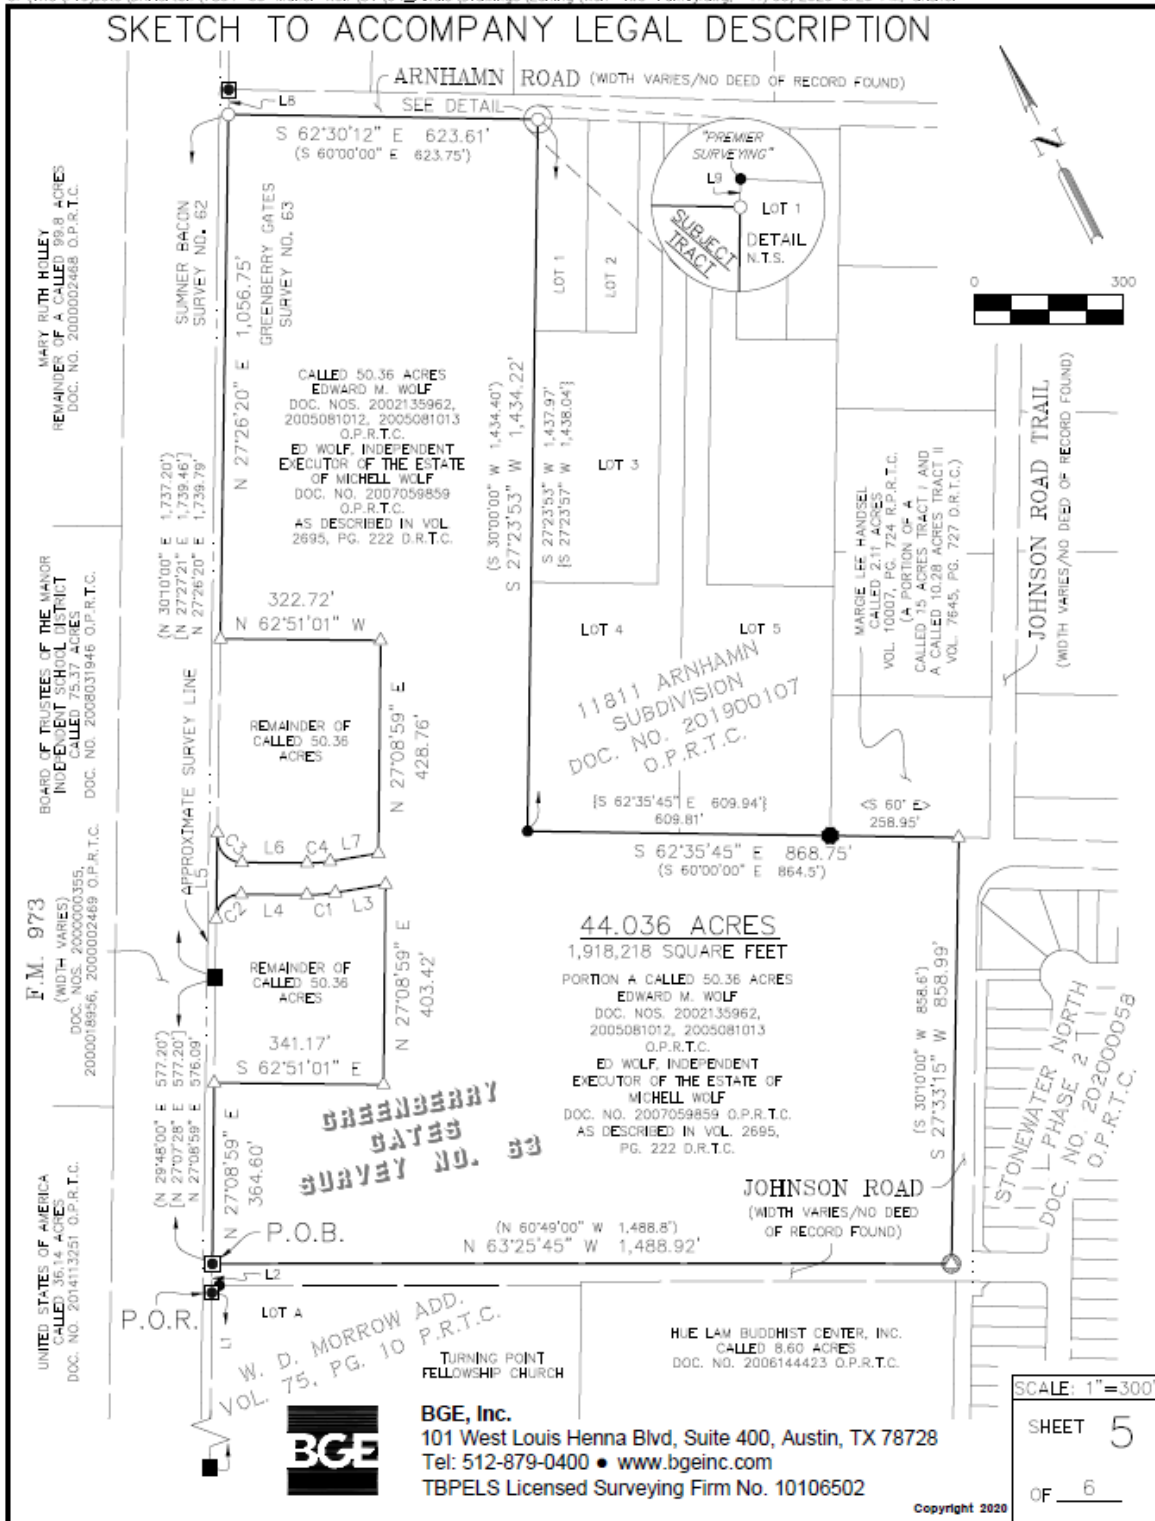 SKETCH TO ACCOMPANY LEGAL DESCRIPTION
ARNHAMN ROAD (WIDTH VARIES/NO DEED OF RECORD FOUND)
L8
SEE DETAIL
S 62°30'12" E 623.61'
(S 60°00'00" E 623.75')
"PREMIER
SURVEYING"
L9
LOT 1
SUBJECT
TRACT
DETAIL
N.T.S.
N
0 300
MARY RUTH HOLLEY
REMAINDER OF A CALLED 99.8 ACRES
DOC. NO. 2000002468 O.P.R.T.C.
SUMNER BACON
SURVEY NO. 62
GREENBERRY GATES
SURVEY NO. 63
N 27°26'20" E 1,056.75'
LOT 1
LOT 2
CALLED 50.36 ACRES
EDWARD M. WOLF
DOC. NOS. 2002135962,
2005081012, 2005081013
O.P.R.T.C.
ED WOLF, INDEPENDENT
EXECUTOR OF THE ESTATE
OF MICHELL WOLF
DOC. NO. 2007059859
O.P.R.T.C.
AS DESCRIBED IN VOL.
2695, PG. 222 D.R.T.C.
(S 30°00'00" W 1,434.40')
S 27°23'53" W 1,434.22'
S 27°23'53" W 1,437.97'
{S 27°23'57" W 1,438.04'}
LOT 3
(N 30°10'00" E 1,737.20')
[N 27°27'21" E 1,739.46']
N 27°26'20" E 1,739.79'
MARGIE LEE HANDSEL
CALLED 2.11 ACRES
VOL. 10007, PG. 724 R.P.R.T.C.
(A PORTION OF A
CALLED 15 ACRES TRACT I AND
A CALLED 10.28 ACRES TRACT II
VOL. 7645, PG. 727 D.R.T.C.)
JOHNSON ROAD TRAIL
(WIDTH VARIES/NO DEED OF RECORD FOUND)
322.72'
N 62°51'01" W
LOT 4
LOT 5
BOARD OF TRUSTEES OF THE MANOR
INDEPENDENT SCHOOL DISTRICT
CALLED 75.37 ACRES
DOC. NO. 2008031946 O.P.R.T.C.
APPROXIMATE SURVEY LINE
REMAINDER OF
CALLED 50.36
ACRES
N 27°08'59" E
428.76'
11811 ARNHAMN
SUBDIVISION
DOC. NO. 201900107
O.P.R.T.C.
{S 62°35'45" E 609.94'}
609.81'
<S 60° E>
258.95'
S 62°35'45" E 868.75'
(S 60°00'00" E 864.5')
C3
L6
C4
L7
L5
C2
L4
C1
L3
F.M. 973
(WIDTH VARIES)
DOC. NOS. 2000000355,
2000018956, 2000002469 O.P.R.T.C.
REMAINDER OF
CALLED 50.36
ACRES
N 27°08'59" E
403.42'
44.036 ACRES
1,918,218 SQUARE FEET
PORTION A CALLED 50.36 ACRES
EDWARD M. WOLF
DOC. NOS. 2002135962,
2005081012, 2005081013
O.P.R.T.C.
ED WOLF, INDEPENDENT
EXECUTOR OF THE ESTATE OF
MICHELL WOLF
DOC. NO. 2007059859 O.P.R.T.C.
AS DESCRIBED IN VOL. 2695,
PG. 222 D.R.T.C.
(S 30°10'00" W 858.6')
S 27°33'15" W 858.99'
STONEWATER NORTH
PHASE 2
DOC. NO. 202000058
O.P.R.T.C.
341.17'
S 62°51'01" E
(N 29°48'00" E 577.20')
[N 27°07'28" E 577.20']
N 27°08'59" E 576.09'
N 27°08'59" E
364.60'
GREENBERRY
GATES
SURVEY NO. 63
JOHNSON ROAD
(WIDTH VARIES/NO DEED
OF RECORD FOUND)
(N 60°49'00" W 1,488.8')
N 63°25'45" W 1,488.92'
P.O.B.
L2
P.O.R.
L1
UNITED STATES OF AMERICA
CALLED 36.14 ACRES
DOC. NO. 2014113251 O.P.R.T.C.
LOT A
W. D. MORROW ADD.
VOL. 75, PG. 10 P.R.T.C.
TURNING POINT
FELLOWSHIP CHURCH
HUE LAM BUDDHIST CENTER, INC.
CALLED 8.60 ACRES
DOC. NO. 2006144423 O.P.R.T.C.
BGE
BGE, Inc.
101 West Louis Henna Blvd, Suite 400, Austin, TX 78728
Tel: 512-879-0400 ● www.bgeinc.com
TBPELS Licensed Surveying Firm No. 10106502
Copyright 2020
SCALE: 1"=300'
SHEET 5
OF 6